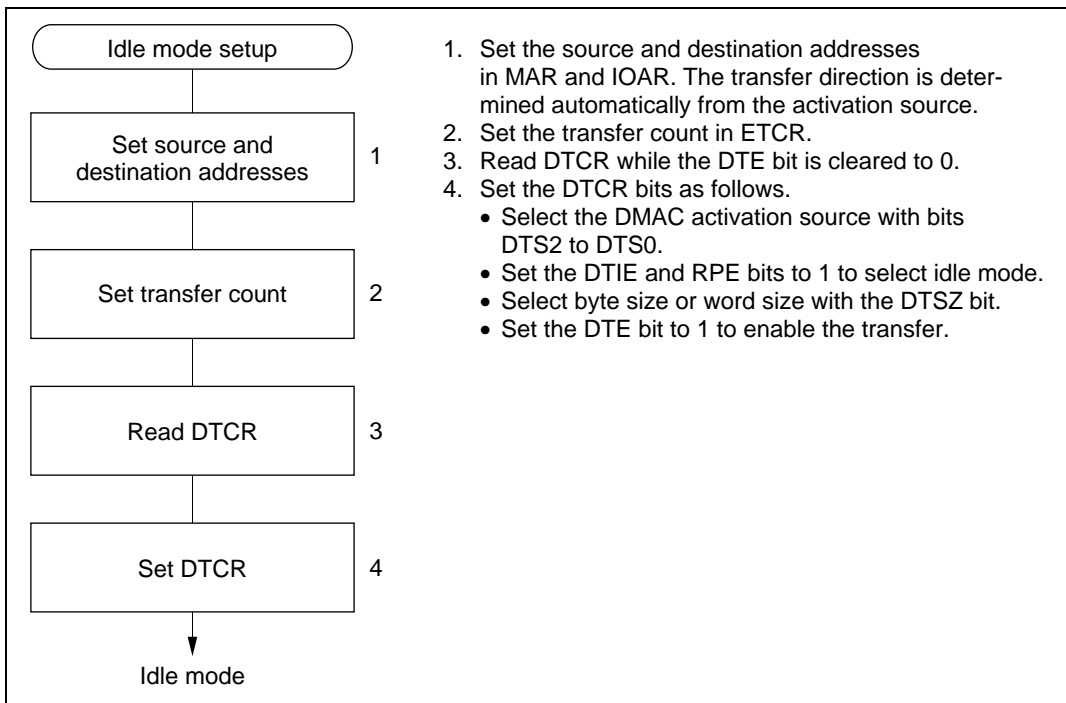 Idle mode setup
Set source and
destination addresses
1
Set transfer count
2
Read DTCR
3
Set DTCR
4
Idle mode
1. Set the source and destination addresses
in MAR and IOAR. The transfer direction is deter-
mined automatically from the activation source.
2. Set the transfer count in ETCR.
3. Read DTCR while the DTE bit is cleared to 0.
4. Set the DTCR bits as follows.
• Select the DMAC activation source with bits
DTS2 to DTS0.
• Set the DTIE and RPE bits to 1 to select idle mode.
• Select byte size or word size with the DTSZ bit.
• Set the DTE bit to 1 to enable the transfer.